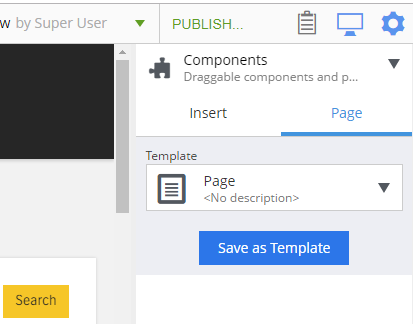 w by Super User
PUBLISH...
Components
Draggable components and p...
Insert
Page
Template
Page
<No description>
Save as Template
Search